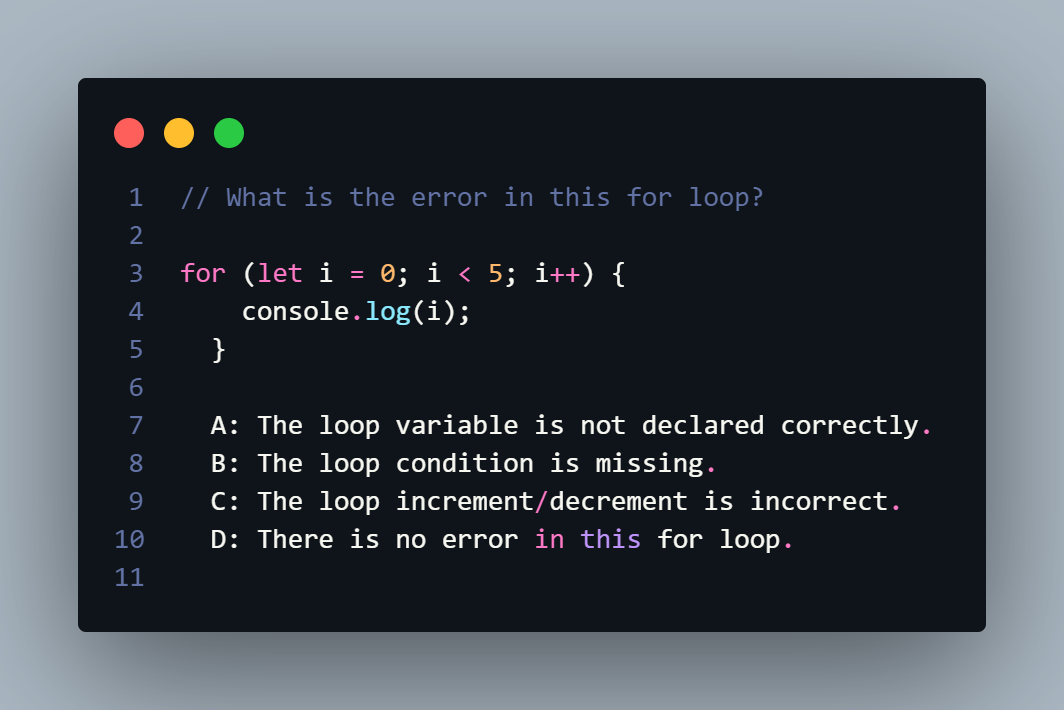 1 // What is the error in this for loop?
2
3 for (let i = 0; i < 5; i++) {
4     console.log(i);
5   }
6
7   A: The loop variable is not declared correctly.
8   B: The loop condition is missing.
9   C: The loop increment/decrement is incorrect.
10   D: There is no error in this for loop.
11